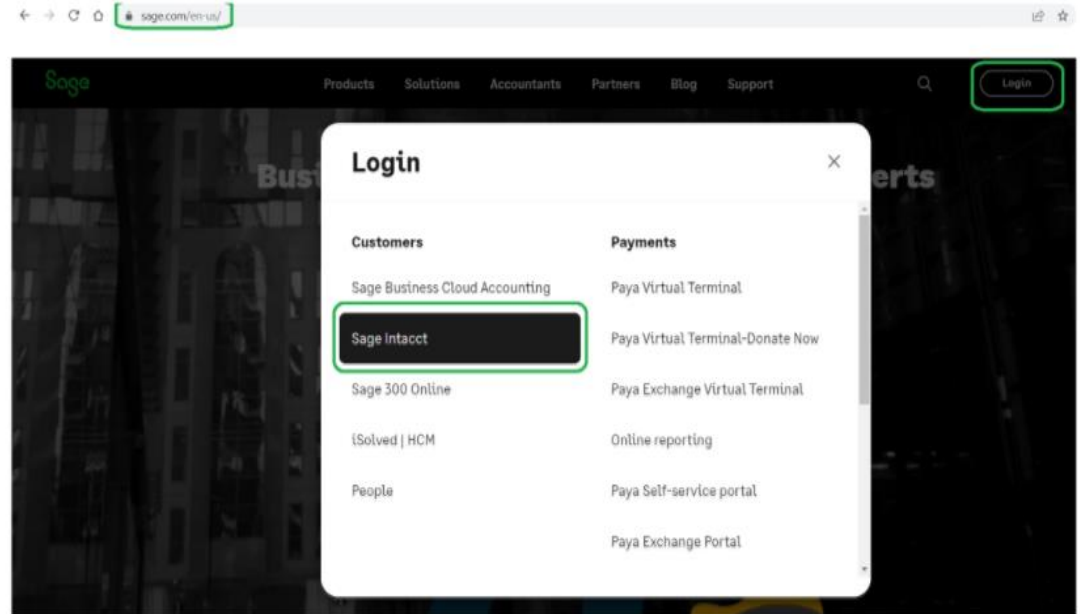 sage.com/en-us/
Sage
Products Solutions Accountants Partners Blog Support
Login
Busi
erts
Login
Customers
Sage Business Cloud Accounting
Sage Intacct
Sage 300 Online
iSolved | HCM
People
Payments
Paya Virtual Terminal
Paya Virtual Terminal-Donate Now
Paya Exchange Virtual Terminal
Online reporting
Paya Self-service portal
Paya Exchange Portal